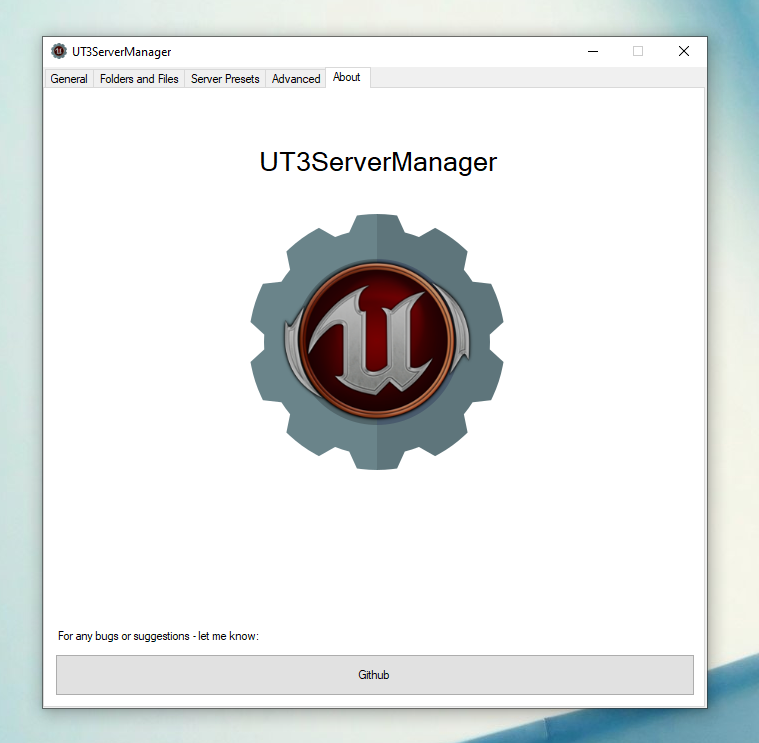 UT3ServerManager
General Folders and Files Server Presets Advanced About
UT3ServerManager
For any bugs or suggestions - let me know:
Github